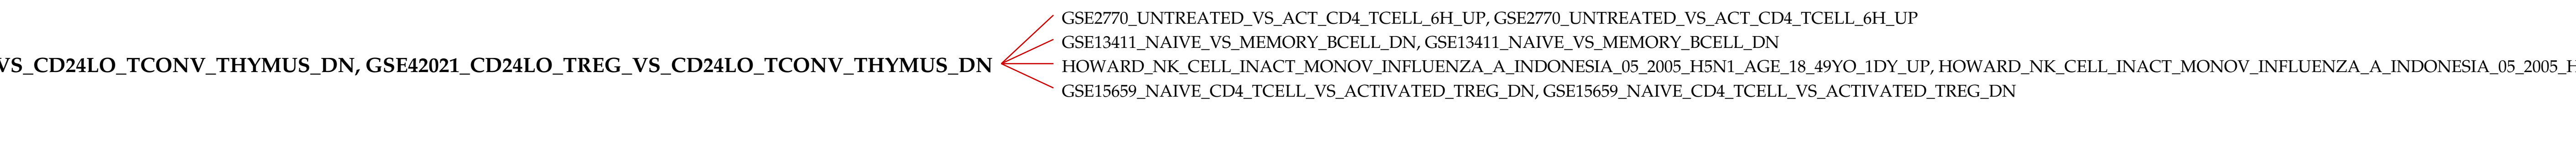 GSE2770_UNTREATED_VS_ACT_CD4_TCELL_6H_UP, GSE2770_UNTREATED_VS_ACT_CD4_TCELL_6H_UP
GSE13411_NAIVE_VS_MEMORY_BCELL_DN, GSE13411_NAIVE_VS_MEMORY_BCELL_DN
VS_CD24LO_TCONV_THYMUS_DN, GSE42021_CD24LO_TREG_VS_CD24LO_TCONV_THYMUS_DN
HOWARD_NK_CELL_INACT_MONOV_INFLUENZA_A_INDONESIA_05_2005_H5N1_AGE_18_49YO_1DY_UP, HOWARD_NK_CELL_INACT_MONOV_INFLUENZA_A_INDONESIA_05_2005_H
GSE15659_NAIVE_CD4_TCELL_VS_ACTIVATED_TREG_DN, GSE15659_NAIVE_CD4_TCELL_VS_ACTIVATED_TREG_DN